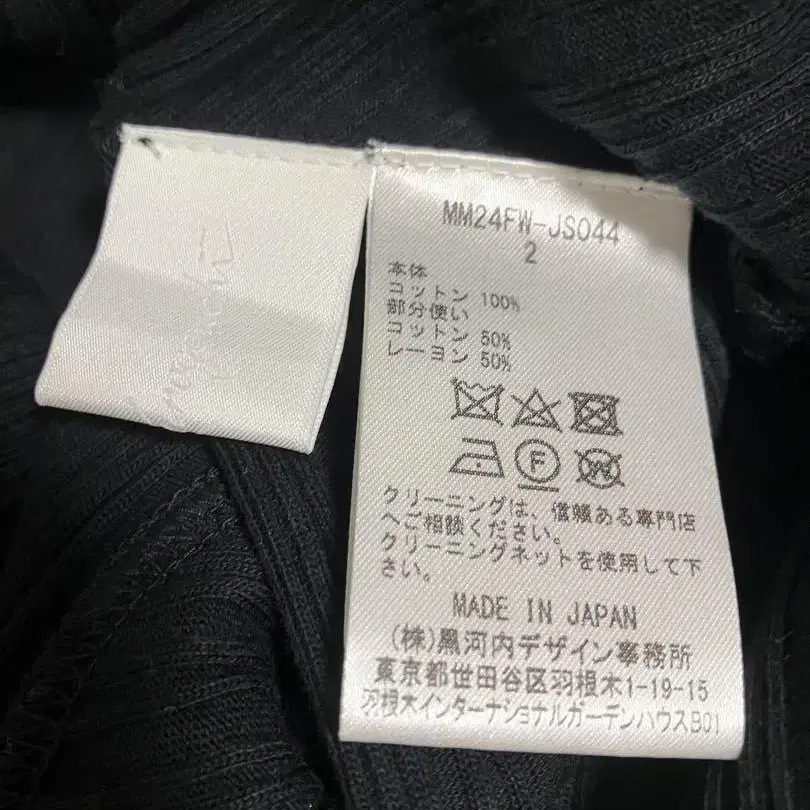 MM24FW-JS044
2
本体
コットン 100%
部分使い
コットン 50%
レーヨン 50%
F
W
クリーニングは、信頼ある専門店
へご相談ください。
クリーニングネットを使用して下
さい。
MADE IN JAPAN
(株)黒河内デザイン事務所
東京都世田谷区羽根木1-19-15
羽根木インターナショナルガーデンハウスB01